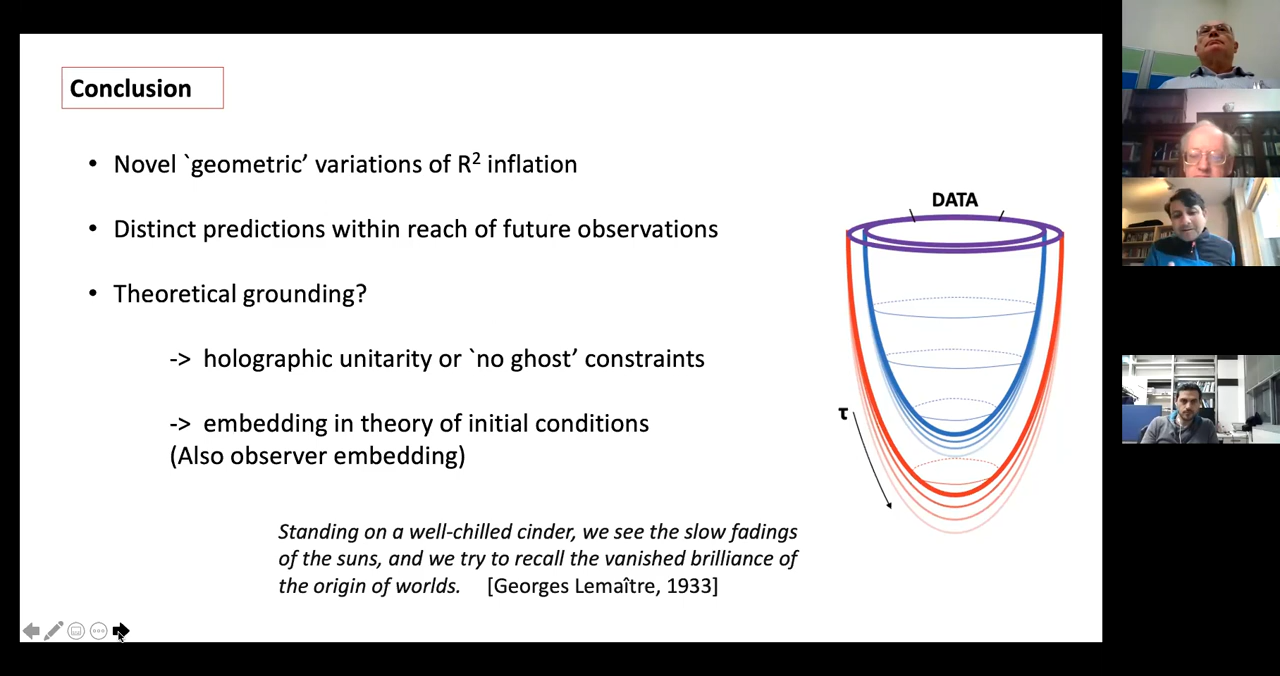 Conclusion
• Novel `geometric’ variations of R² inflation
• Distinct predictions within reach of future observations
• Theoretical grounding?
-> holographic unitarity or `no ghost’ constraints
-> embedding in theory of initial conditions
(Also observer embedding)
DATA
τ
Standing on a well-chilled cinder, we see the slow fadings
of the suns, and we try to recall the vanished brilliance of
the origin of worlds. [Georges Lemaître, 1933]